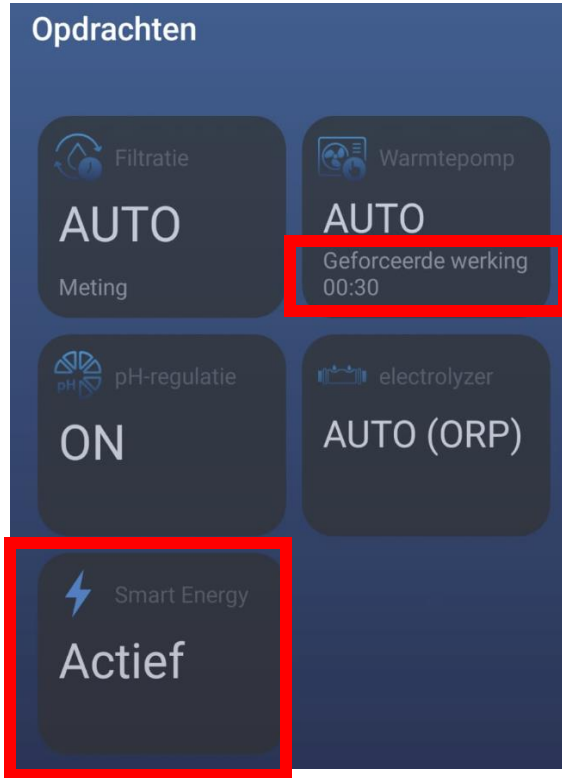 Opdrachten
Filtratie
AUTO
Meting
Warmtepomp
AUTO
Geforceerde werking
00:30
pH
pH-regulatie
ON
electrolyzer
AUTO (ORP)
Smart Energy
Actief